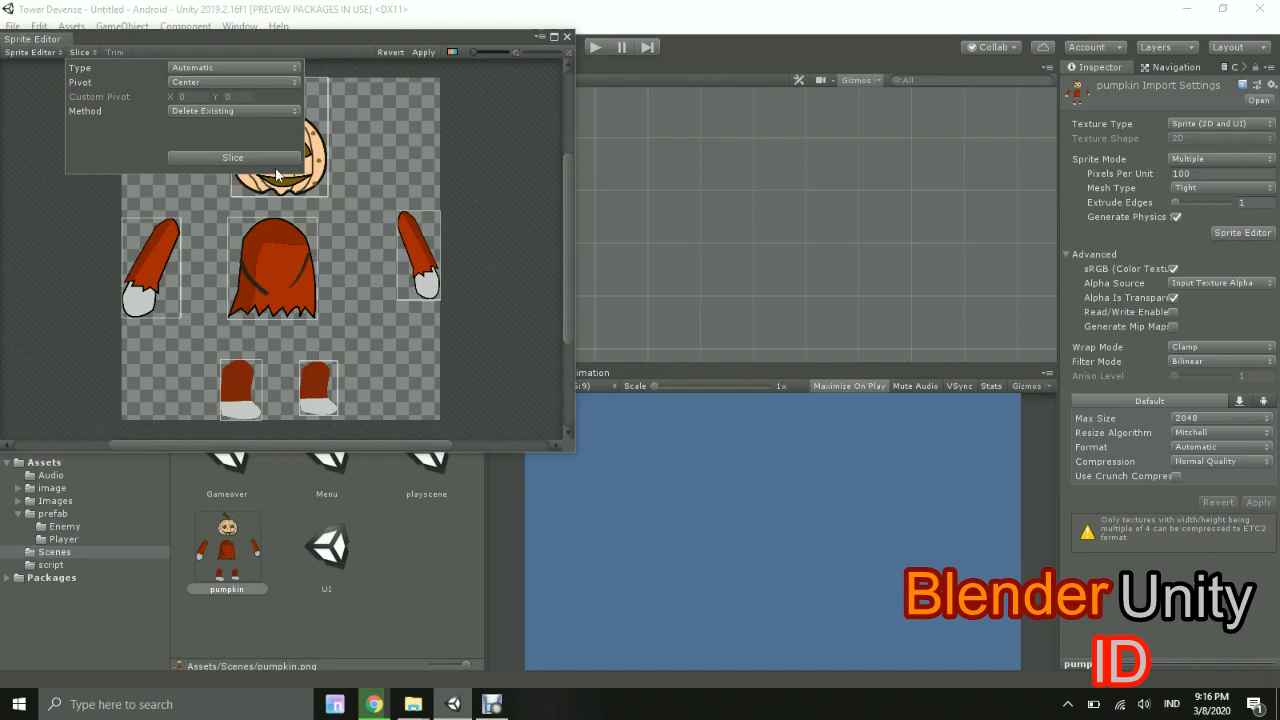 Tower Devense - Untitled - Android - Unity 2019.2.16f1 [PREVIEW PACKAGES IN USE] <DX11>
File Edit Assets GameObject Component Window Help
Sprite Editor
Sprite Editor Slice Trim Revert Apply
Type Automatic
Pivot Center
Custom Pivot X 0 Y 0
Method Delete Existing
Slice
Collab Account Layers Layout
Gizmos All
Inspector Navigation C
pumpkin Import Settings
Open
Texture Type Sprite (2D and UI)
Texture Shape 2D
Sprite Mode Multiple
Pixels Per Unit 100
Mesh Type Tight
Extrude Edges 1
Generate Physics
Sprite Editor
Advanced
sRGB (Color Textu
Alpha Source Input Texture Alpha
Alpha Is Transpare
Read/Write Enable
Generate Mip Maps
Wrap Mode Clamp
Filter Mode Bilinear
Aniso Level 1
Default
Max Size 2048
Resize Algorithm Mitchell
Format Automatic
Compression Normal Quality
Use Crunch Compres
Revert Apply
Only textures with width/height being
multiple of 4 can be compressed to ETC2
format
nimation
:9) Scale 1x Maximize On Play Mute Audio VSync Stats Gizmos
Assets
Audio
image
Images
prefab
Enemy
Player
Scenes
script
Packages
Gameover Menu playscene
pumpkin UI
Assets/Scenes/pumpkin.png
Blender Unity
ID
pump
Type here to search
IND
9:16 PM
3/8/2020
1